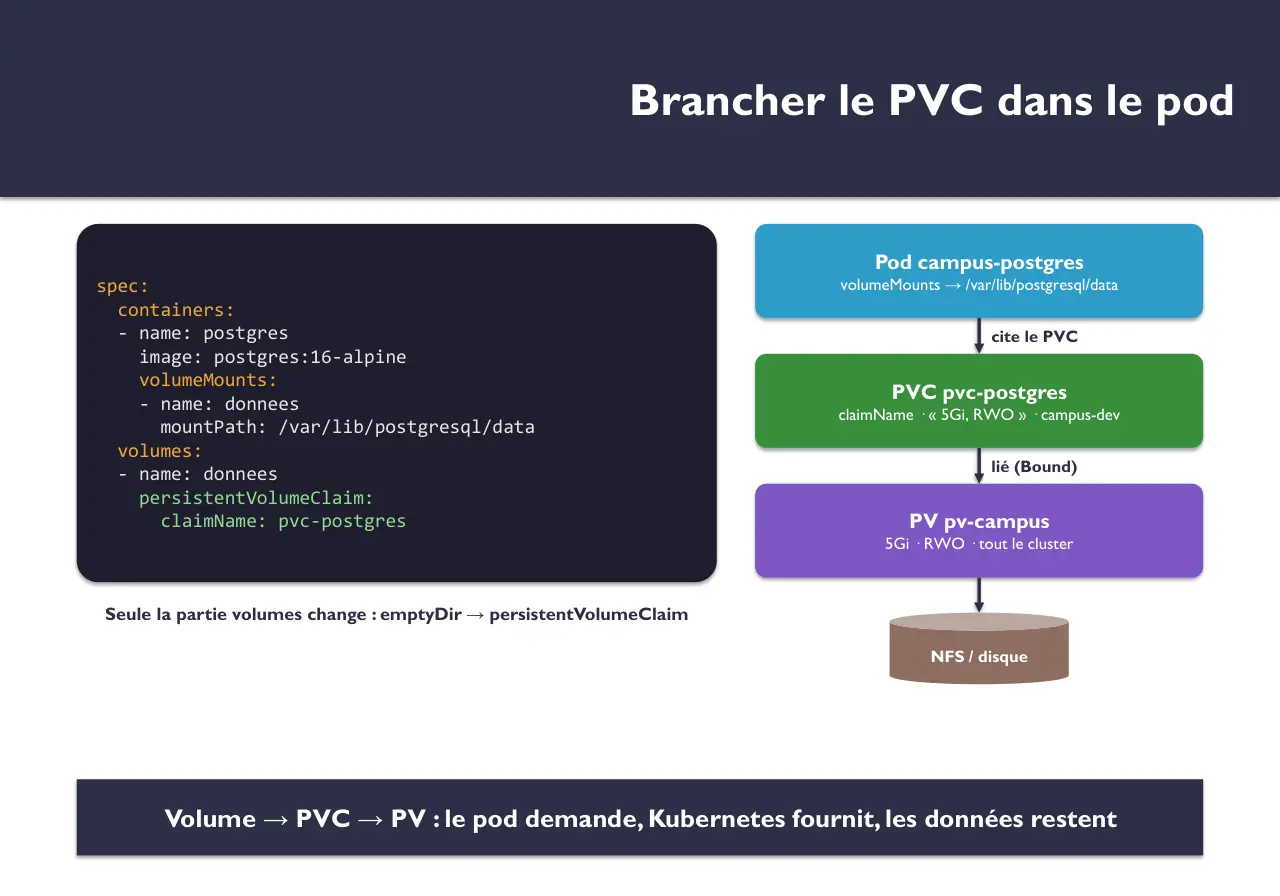 Brancher le PVC dans le pod
spec:
  containers:
  - name: postgres
    image: postgres:16-alpine
    volumeMounts:
    - name: donnees
      mountPath: /var/lib/postgresql/data
  volumes:
  - name: donnees
    persistentVolumeClaim:
      claimName: pvc-postgres
Seule la partie volumes change : emptyDir → persistentVolumeClaim
Pod campus-postgres
volumeMounts → /var/lib/postgresql/data
cite le PVC
PVC pvc-postgres
claimName · « 5Gi, RWO » · campus-dev
lié (Bound)
PV pv-campus
5Gi · RWO · tout le cluster
NFS / disque
Volume → PVC → PV : le pod demande, Kubernetes fournit, les données restent